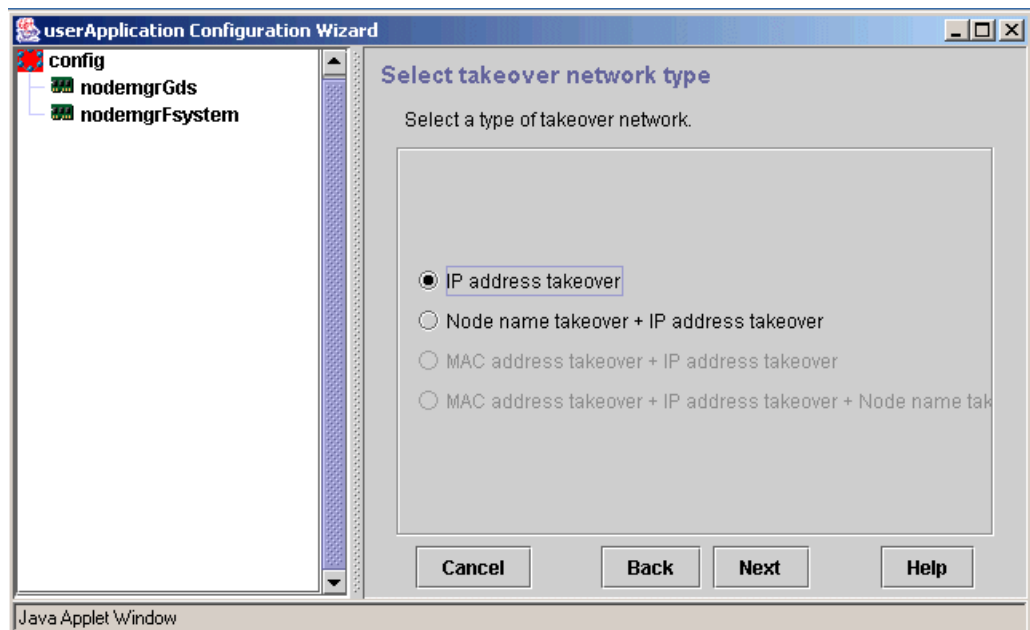 userApplication Configuration Wizard
config
nodemgrGds
nodemgrFsystem
Select takeover network type
Select a type of takeover network.
IP address takeover
Node name takeover + IP address takeover
MAC address takeover + IP address takeover
MAC address takeover + IP address takeover + Node name tak
Cancel
Back
Next
Help
Java Applet Window